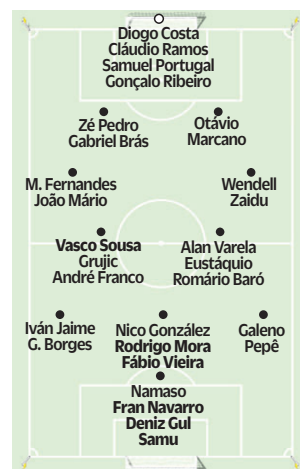 Diogo Costa
Cláudio Ramos
Samuel Portugal
Gonçalo Ribeiro
Zé Pedro
Gabriel Brás
Otávio
Marcano
M. Fernandes
João Mário
Wendell
Zaidu
Vasco Sousa
Grujic
André Franco
Alan Varela
Eustáquio
Romário Baró
Iván Jaime
G. Borges
Nico González
Rodrigo Mora
Fábio Vieira
Galeno
Pepê
Namaso
Fran Navarro
Deniz Gul
Samu